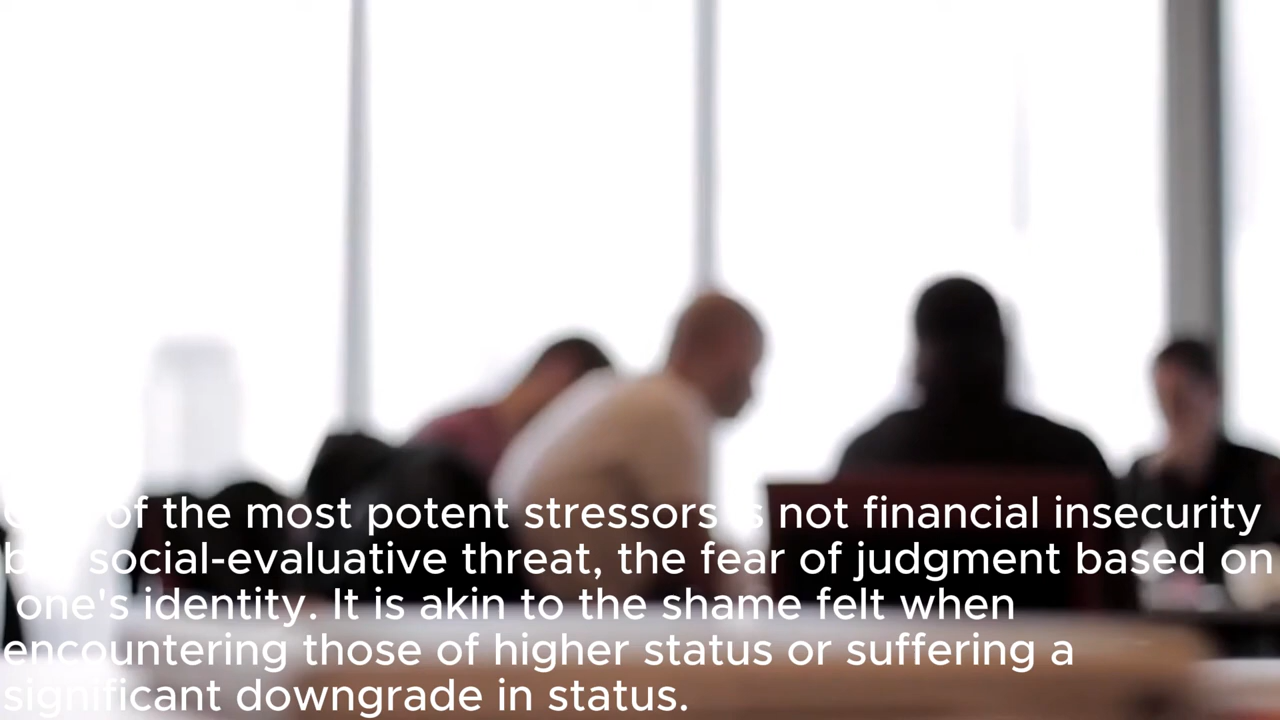 of the most potent stressors is not financial insecurity
social-evaluative threat, the fear of judgment based on
one's identity. It is akin to the shame felt when
encountering those of higher status or suffering a
significant downgrade in status.